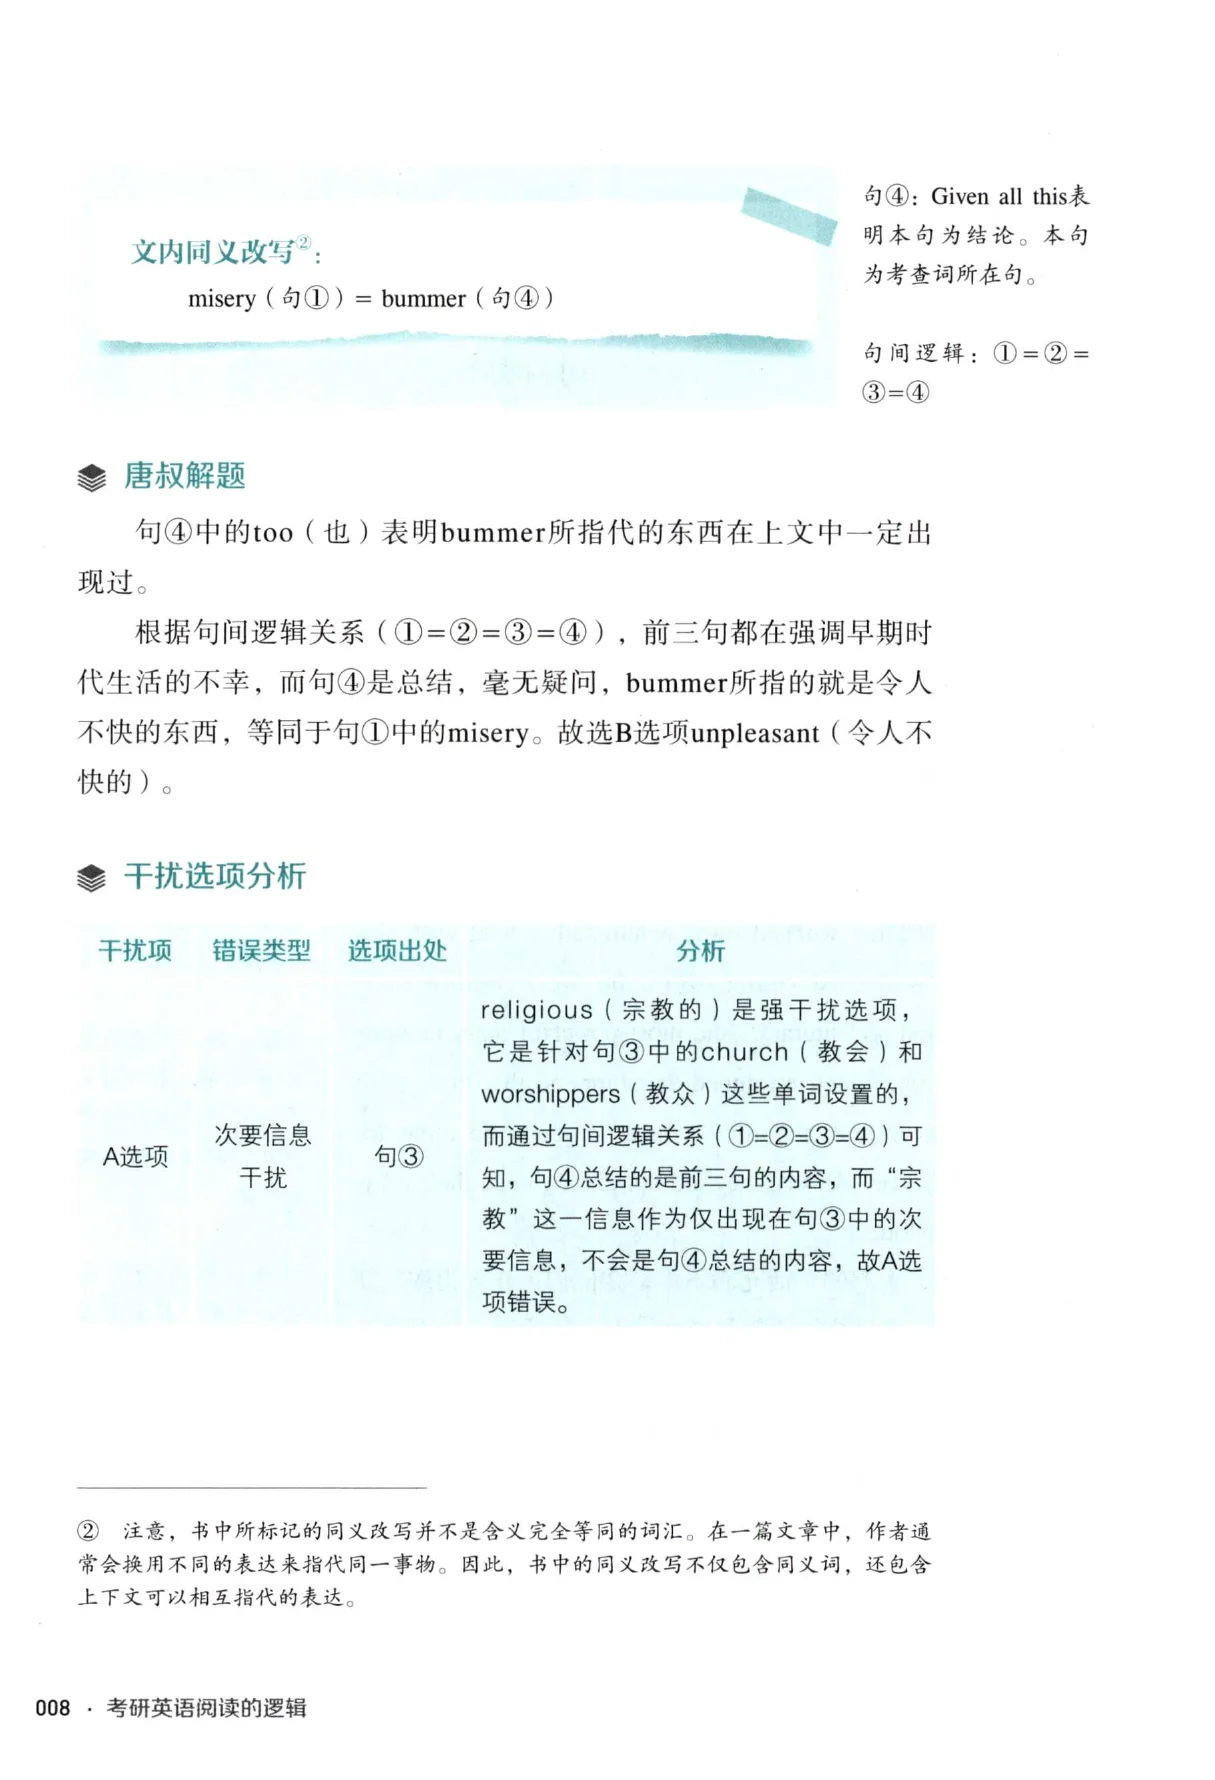 文内同义改写②：
misery（句①）= bummer（句④）
句④：Given all this表
明本句为结论。本句
为考查词所在句。
句间逻辑：①=②=
③=④
唐叔解题
句④中的too（也）表明bummer所指代的东西在上文中一定出
现过。
根据句间逻辑关系（①=②=③=④），前三句都在强调早期时
代生活的不幸，而句④是总结，毫无疑问，bummer所指的就是令人
不快的东西，等同于句①中的misery。故选B选项unpleasant（令人不
快的）。
干扰选项分析
干扰项 错误类型 选项出处 分析
A选项
次要信息
干扰
句③
religious（宗教的）是强干扰选项，
它是针对句③中的church（教会）和
worshippers（教众）这些单词设置的，
而通过句间逻辑关系（①=②=③=④）可
知，句④总结的是前三句的内容，而“宗
教”这一信息作为仅出现在句③中的次
要信息，不会是句④总结的内容，故A选
项错误。
② 注意，书中所标记的同义改写并不是含义完全等同的词汇。在一篇文章中，作者通
常会换用不同的表达来指代同一事物。因此，书中的同义改写不仅包含同义词，还包含
上下文可以相互指代的表达。
008 · 考研英语阅读的逻辑